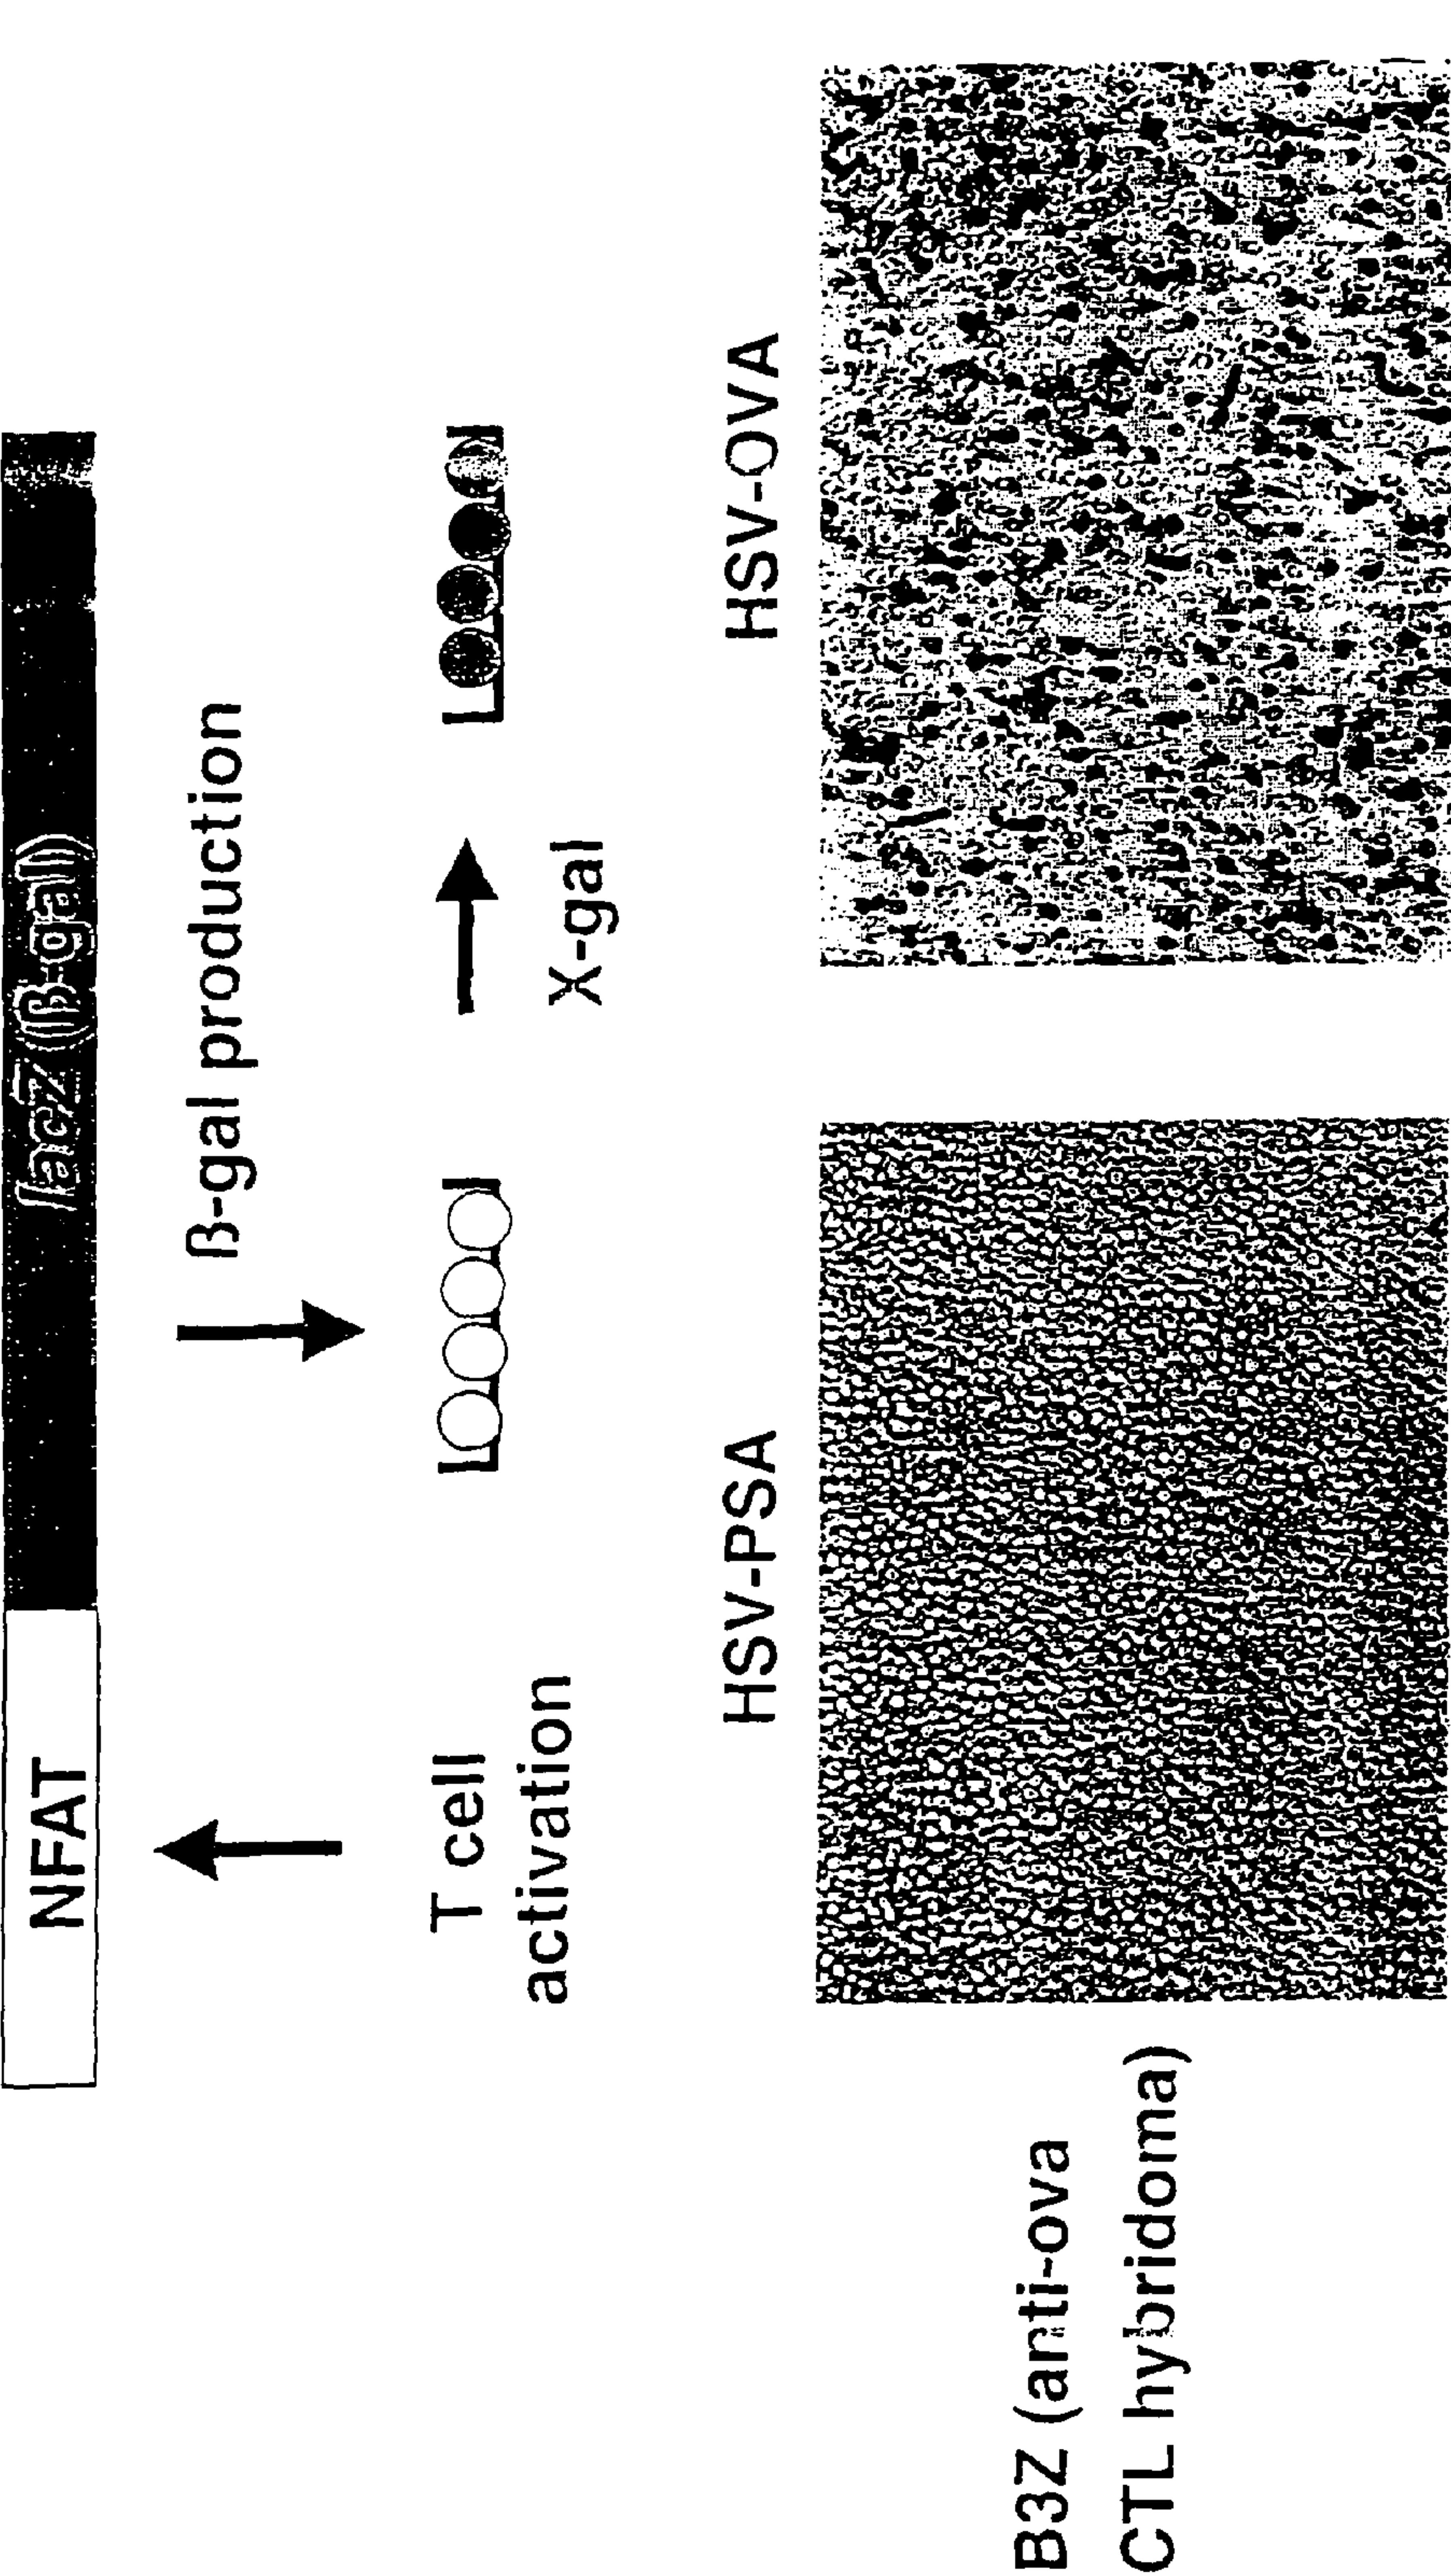 NFAT
lacZ (β-gal)
β-gal production
T cell
activation
X-gal
HSV-PSA
HSV-OVA
B3Z (anti-ova
CTL hybridoma)